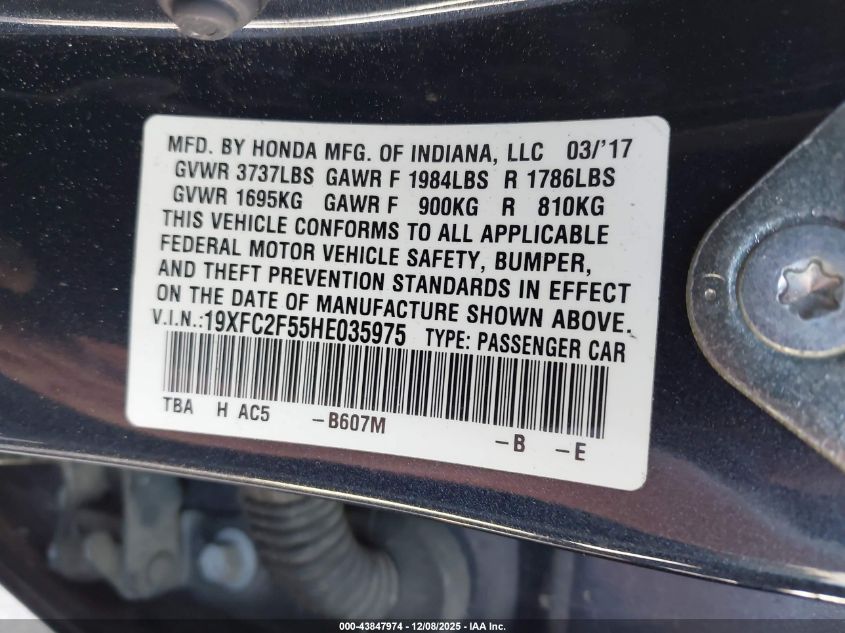 MFD. BY HONDA MFG. OF INDIANA, LLC 03/'17
GVWR 3737LBS GAWR F 1984LBS R 1786LBS
GVWR 1695KG GAWR F 900KG R 810KG
THIS VEHICLE CONFORMS TO ALL APPLICABLE
FEDERAL MOTOR VEHICLE SAFETY, BUMPER,
AND THEFT PREVENTION STANDARDS IN EFFECT
ON THE DATE OF MANUFACTURE SHOWN ABOVE.
V.I.N.:19XFC2F55HE035975 TYPE: PASSENGER CAR
TBA H AC5 -B607M -B -E
000-43847974 | 12/08/2025 - IAA Inc.